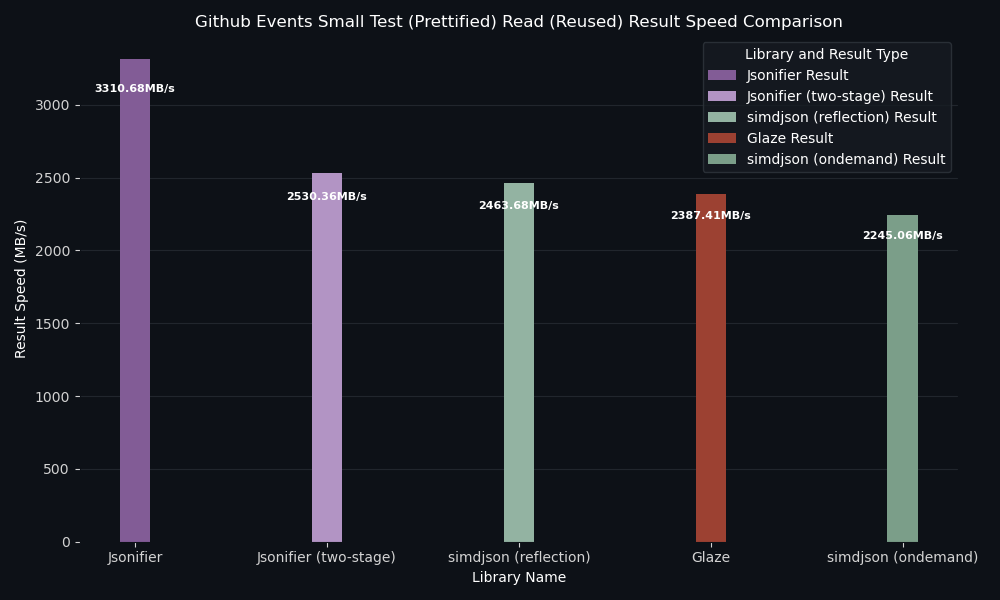 Github Events Small Test (Prettified) Read (Reused) Result Speed Comparison
Library and Result Type
Jsonifier Result
Jsonifier (two-stage) Result
simdjson (reflection) Result
Glaze Result
simdjson (ondemand) Result
3310.68MB/s
2530.36MB/s
2463.68MB/s
2387.41MB/s
2245.06MB/s
Result Speed (MB/s)
3000
2500
2000
1500
1000
500
0
Jsonifier
Jsonifier (two-stage)
simdjson (reflection)
Glaze
simdjson (ondemand)
Library Name